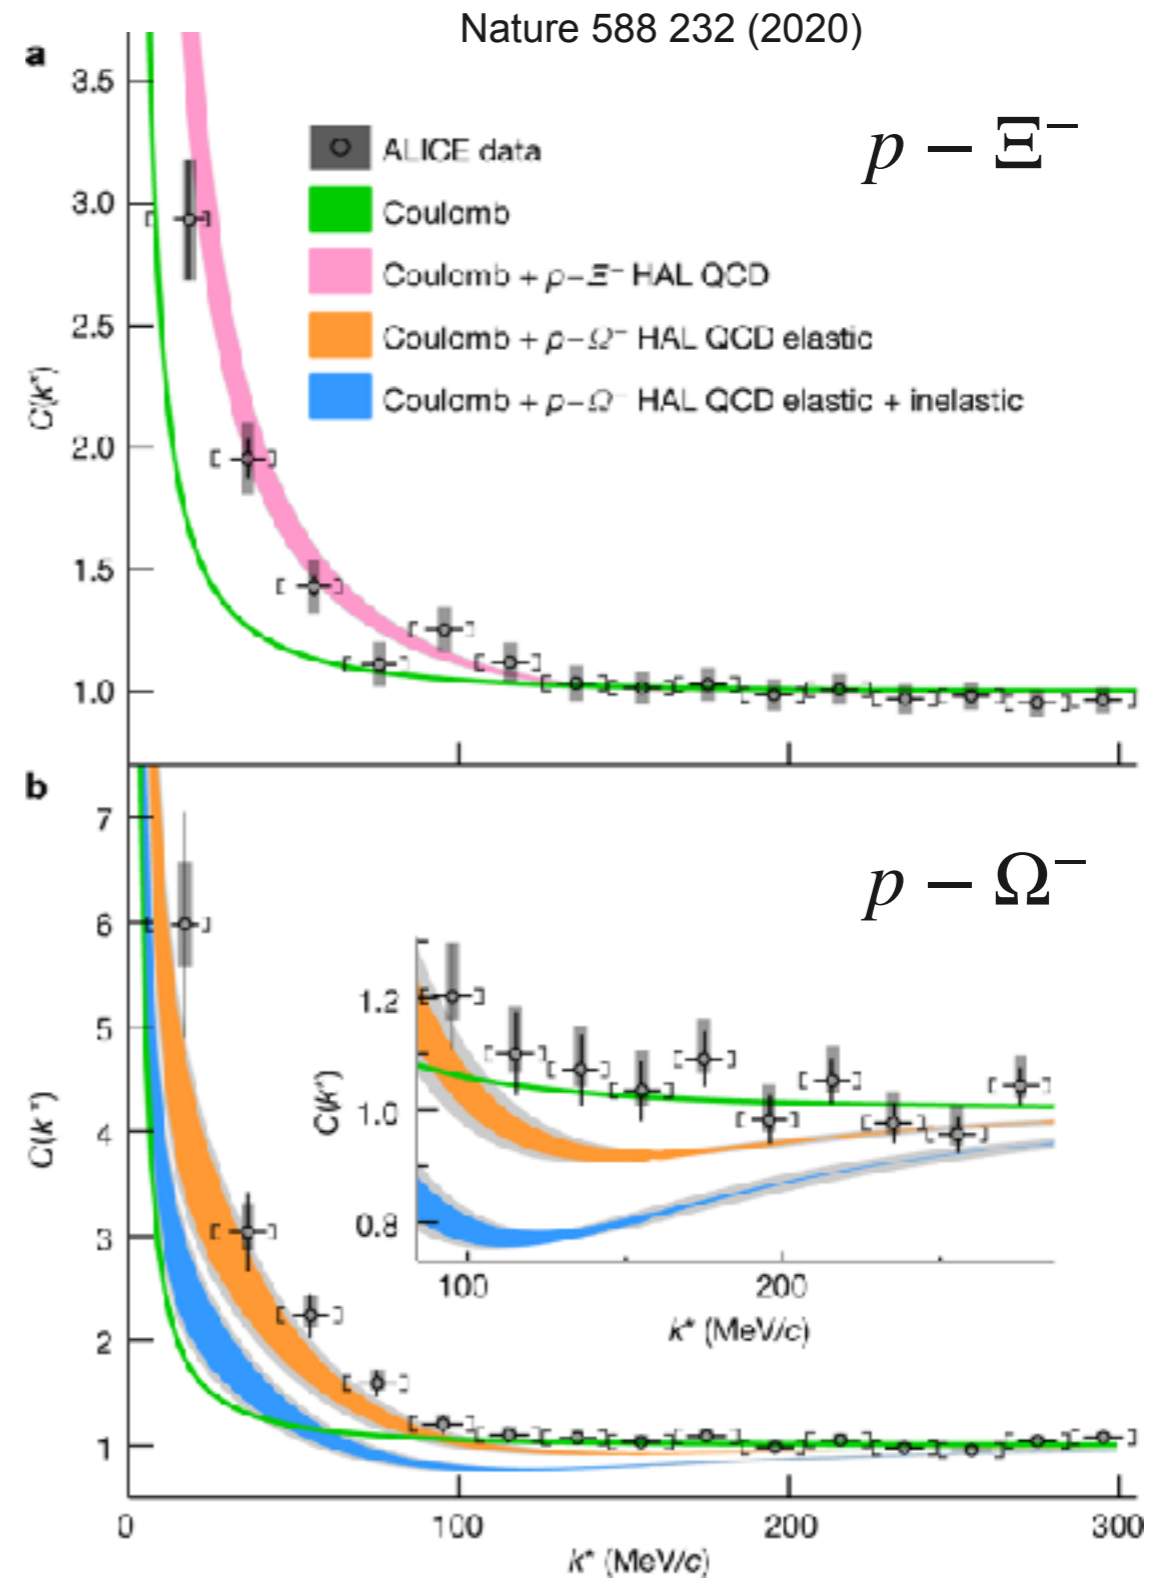 Nature 588 232 (2020)
a
p – Ξ⁻
3.5
3.0
2.5
2.0
1.5
1.0
C(k*)
ALICE data
Coulomb
Coulomb + p–Ξ⁻ HAL QCD
Coulomb + p–Ω⁻ HAL QCD elastic
Coulomb + p–Ω⁻ HAL QCD elastic + inelastic
b
p – Ω⁻
7
6
5
4
3
2
1
C(k*)
1.2
1.0
0.8
C(k*)
100 200
k* (MeV/c)
0 100 200 300
k* (MeV/c)